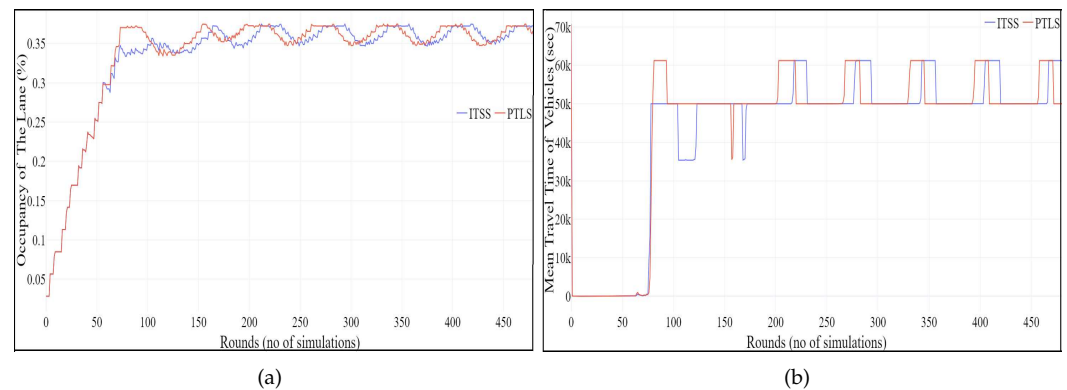 Occupancy of The Lane (%)
0.35
0.3
0.25
0.2
0.15
0.1
0.05
ITSS PTLS
0 50 100 150 200 250 300 350 400 450
Rounds (no of simulations)
(a)
Mean Travel Time of Vehicles (sec)
70k
60k
50k
40k
30k
20k
10k
0
ITSS PTLS
0 50 100 150 200 250 300 350 400 450
Rounds (no of simulations)
(b)